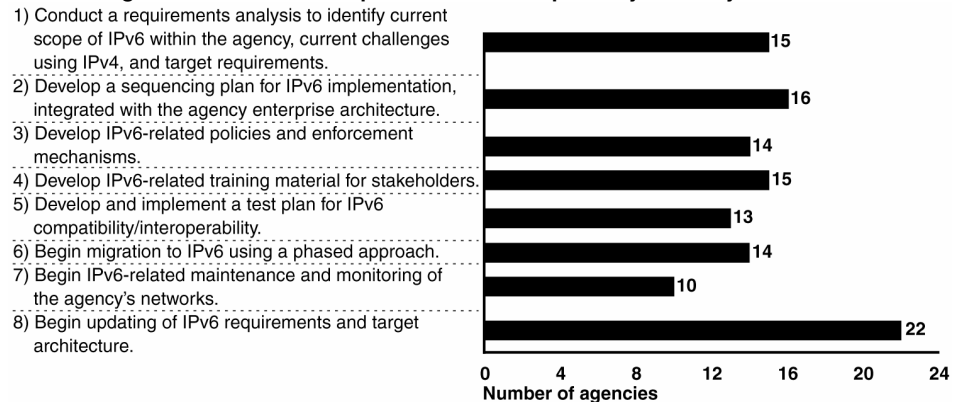 1) Conduct a requirements analysis to identify current
scope of IPv6 within the agency, current challenges
using IPv4, and target requirements.
15
2) Develop a sequencing plan for IPv6 implementation,
integrated with the agency enterprise architecture.
16
3) Develop IPv6-related policies and enforcement
mechanisms.
14
4) Develop IPv6-related training material for stakeholders.
15
5) Develop and implement a test plan for IPv6
compatibility/interoperability.
13
6) Begin migration to IPv6 using a phased approach.
14
7) Begin IPv6-related maintenance and monitoring of
the agency's networks.
10
8) Begin updating of IPv6 requirements and target
architecture.
22
0 4 8 12 16 20 24
Number of agencies